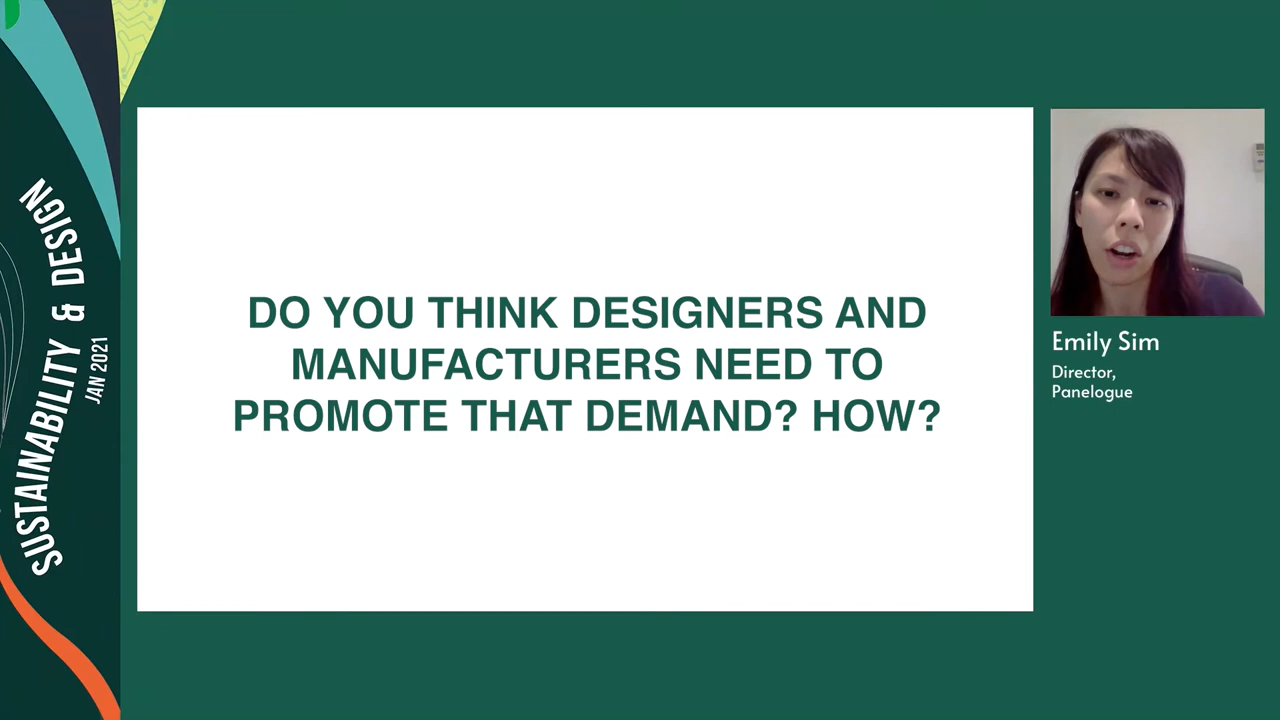 SUSTAINABILITY & DESIGN
JAN 2021
DO YOU THINK DESIGNERS AND
MANUFACTURERS NEED TO
PROMOTE THAT DEMAND? HOW?
Emily Sim
Director,
Panelogue